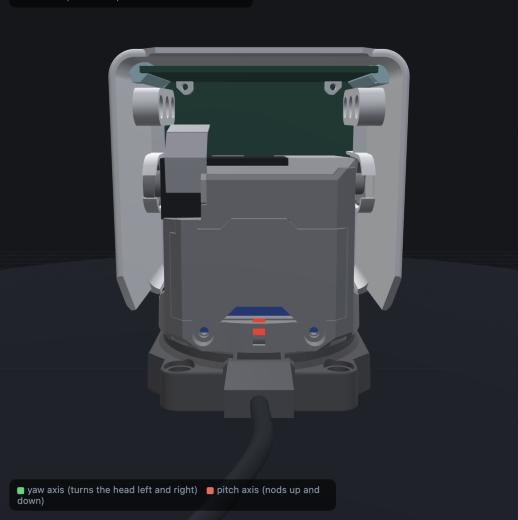 yaw axis (turns the head left and right) pitch axis (nods up and
down)